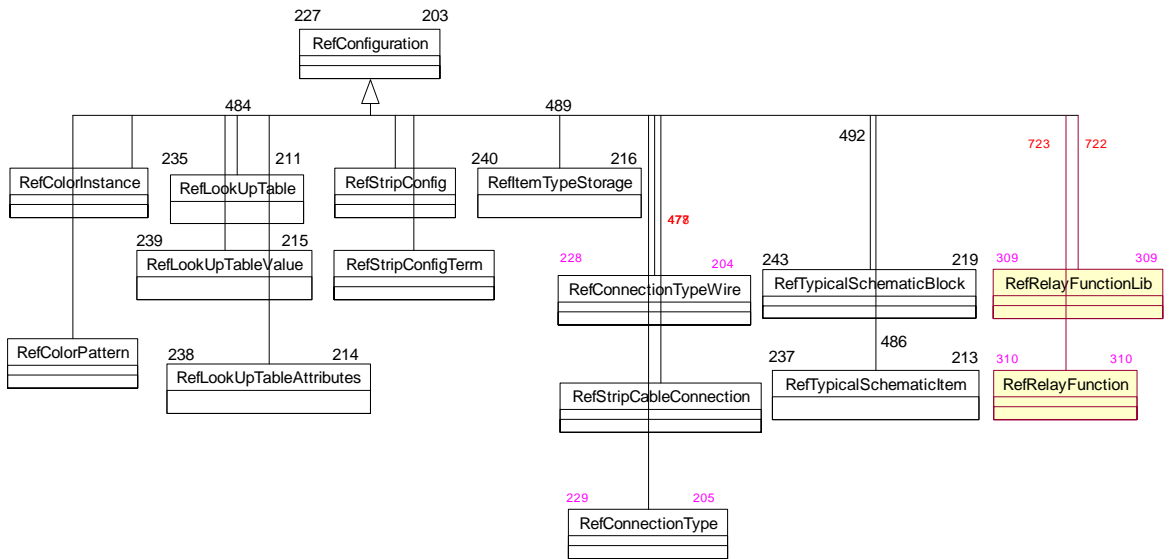 227 203
RefConfiguration
484 489
492 723 722
235 211 240 216
RefColorInstance RefLookUpTable RefStripConfig RefItemTypeStorage
239 215 228 204 243 219 309 309
RefLookUpTableValue RefStripConfigTerm RefConnectionTypeWire RefTypicalSchematicBlock RefRelayFunctionLib
486
238 214 237 213 310 310
RefColorPattern RefLookUpTableAttributes RefStripCableConnection RefTypicalSchematicItem RefRelayFunction
229 205
RefConnectionType